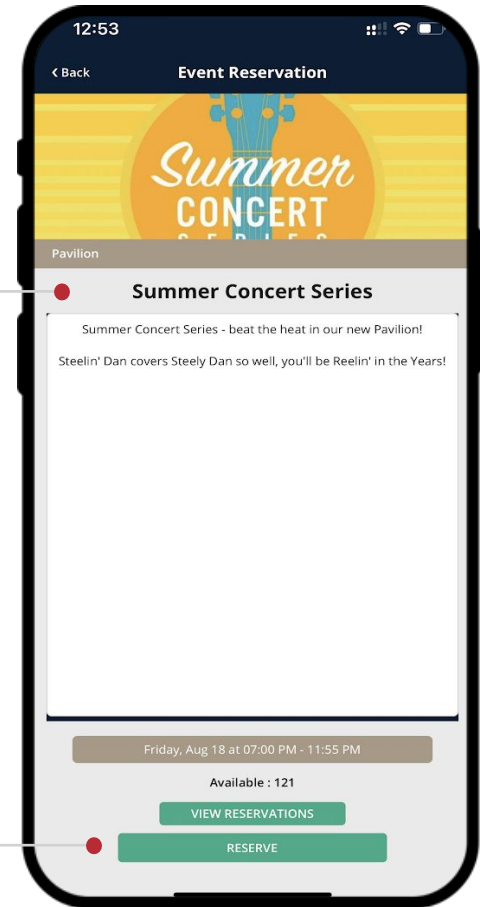 12:53
Back
Event Reservation
Summer
CONCERT
SERIES
Pavilion
Summer Concert Series
Summer Concert Series - beat the heat in our new Pavilion!
Steelin' Dan covers Steely Dan so well, you'll be Reelin' in the Years!
Friday, Aug 18 at 07:00 PM - 11:55 PM
Available : 121
VIEW RESERVATIONS
RESERVE